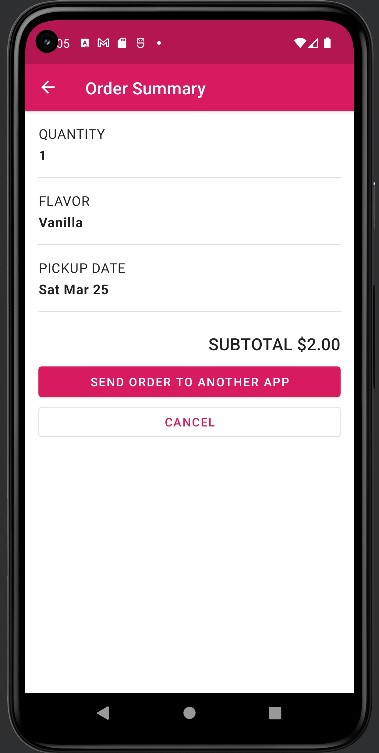 05
Order Summary
QUANTITY
1
FLAVOR
Vanilla
PICKUP DATE
Sat Mar 25
SUBTOTAL $2.00
SEND ORDER TO ANOTHER APP
CANCEL